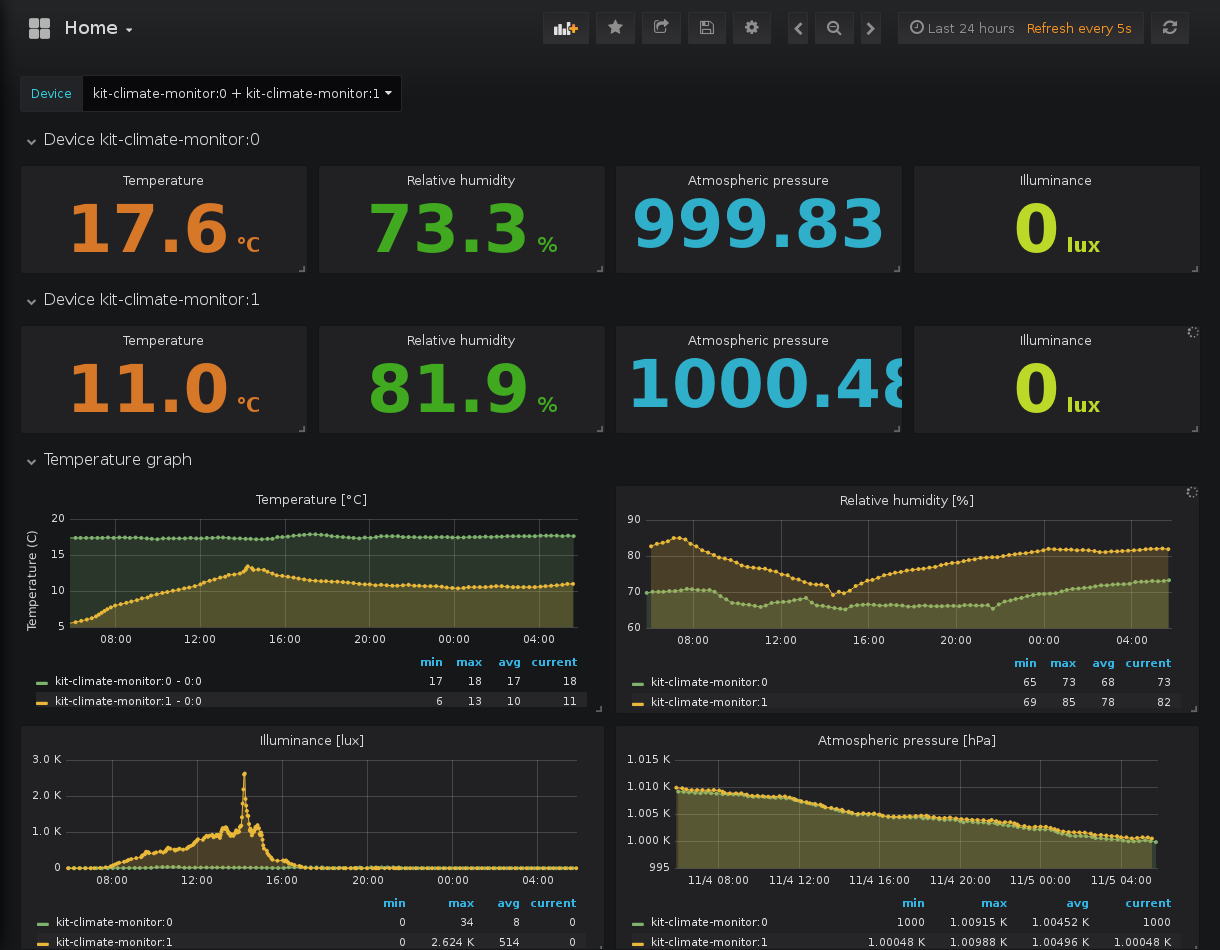 Home
Last 24 hours Refresh every 5s
Device kit-climate-monitor:0 + kit-climate-monitor:1
Device kit-climate-monitor:0
Temperature Relative humidity Atmospheric pressure Illuminance
17.6 °C 73.3 % 999.83 0 lux
Device kit-climate-monitor:1
Temperature Relative humidity Atmospheric pressure Illuminance
11.0 °C 81.9 % 1000.48 0 lux
Temperature graph
Temperature [°C]
Temperature (C)
20
15
10
5
08:00 12:00 16:00 20:00 00:00 04:00
min max avg current
kit-climate-monitor:0 - 0:0 17 18 17 18
kit-climate-monitor:1 - 0:0 6 13 10 11
Relative humidity [%]
90
80
70
60
08:00 12:00 16:00 20:00 00:00 04:00
min max avg current
kit-climate-monitor:0 65 73 68 73
kit-climate-monitor:1 69 85 78 82
Illuminance [lux]
3.0 K
2.0 K
1.0 K
0
08:00 12:00 16:00 20:00 00:00 04:00
min max avg current
kit-climate-monitor:0 0 34 8 0
kit-climate-monitor:1 0 2.624 K 514 0
Atmospheric pressure [hPa]
1.015 K
1.010 K
1.005 K
1.000 K
995
11/4 08:00 11/4 12:00 11/4 16:00 11/4 20:00 11/5 00:00 11/5 04:00
min max avg current
kit-climate-monitor:0 1000 1.00915 K 1.00452 K 1000
kit-climate-monitor:1 1.00048 K 1.00988 K 1.00496 K 1.00048 K